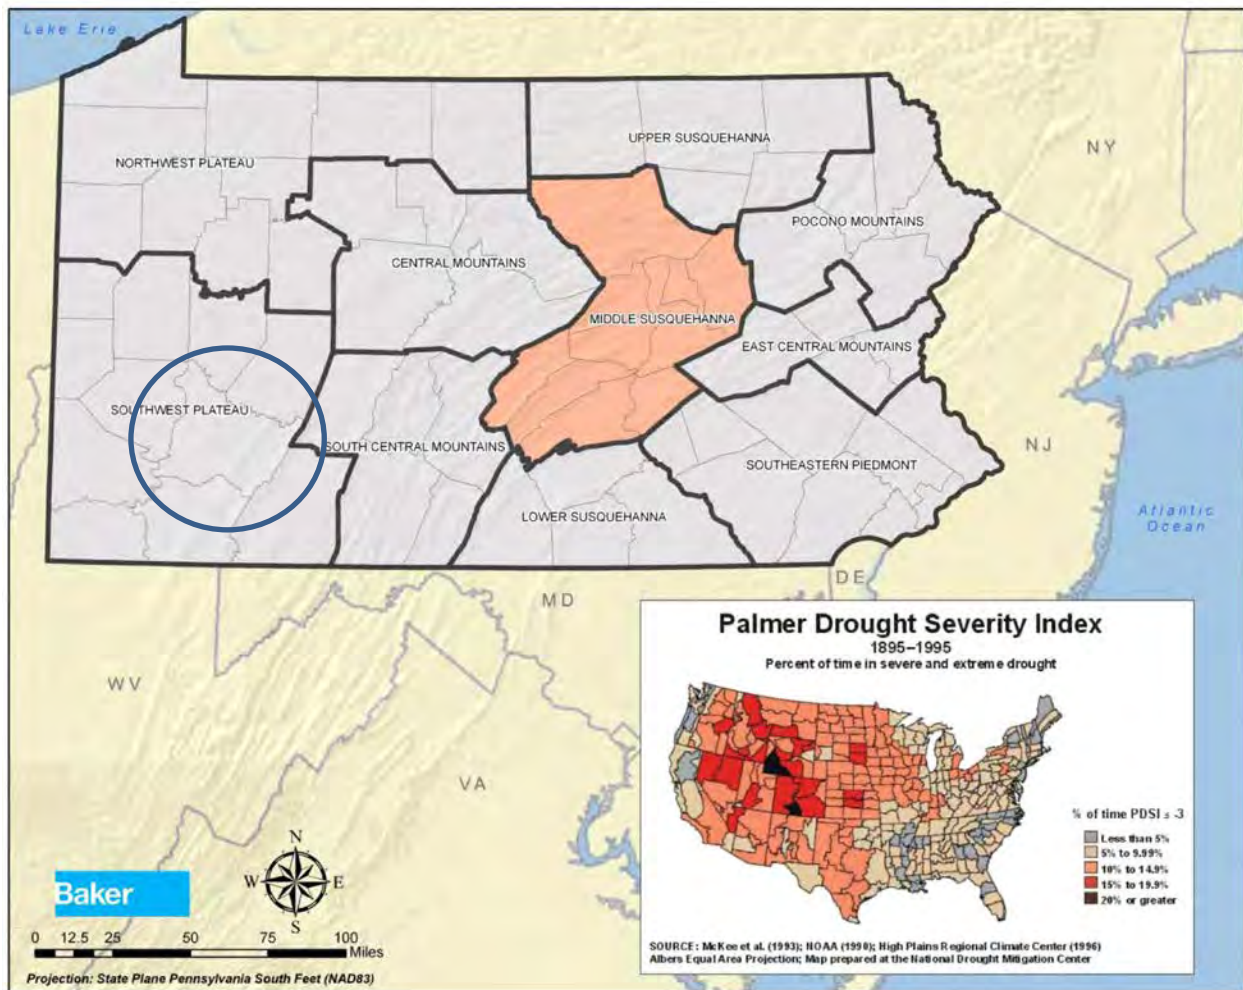 Lake Erie
UPPER SUSQUEHANNA
NY
NORTHWEST PLATEAU
POCONO MOUNTAINS
CENTRAL MOUNTAINS
MIDDLE SUSQUEHANNA
EAST CENTRAL MOUNTAINS
SOUTHWEST PLATEAU
SOUTH CENTRAL MOUNTAINS
NJ
SOUTHEASTERN PIEDMONT
LOWER SUSQUEHANNA
Atlantic
Ocean
DE
MD
WV
VA
Palmer Drought Severity Index
1895–1995
Percent of time in severe and extreme drought
% of time PDSI ≤ -3
Less than 5%
5% to 9.99%
10% to 14.9%
15% to 19.9%
20% or greater
SOURCE: McKee et al. (1993); NOAA (1990); High Plains Regional Climate Center (1996)
Albers Equal Area Projection; Map prepared at the National Drought Mitigation Center
N
W E
S
Baker
0 12.5 25 50 75 100
Miles
Projection: State Plane Pennsylvania South Feet (NAD83)